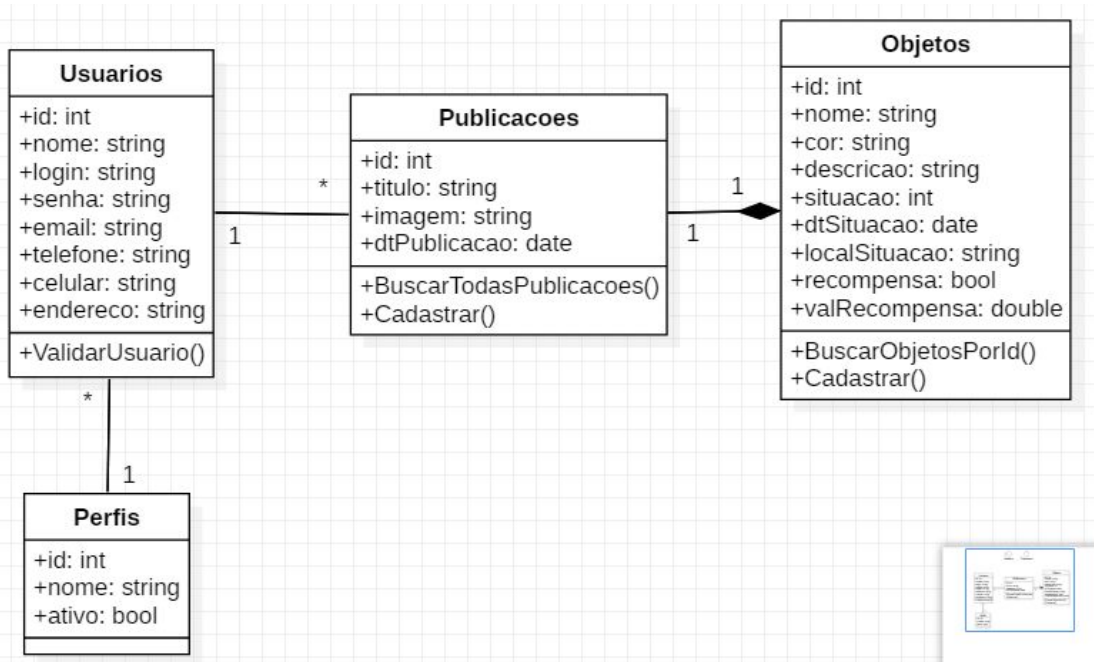 Usuarios
+id: int
+nome: string
+login: string
+senha: string
+email: string
+telefone: string
+celular: string
+endereco: string
+ValidarUsuario()
1
*
Publicacoes
+id: int
+titulo: string
+imagem: string
+dtPublicacao: date
+BuscarTodasPublicacoes()
+Cadastrar()
1
1
Objetos
+id: int
+nome: string
+cor: string
+descricao: string
+situacao: int
+dtSituacao: date
+localSituacao: string
+recompensa: bool
+valRecompensa: double
+BuscarObjetosPorId()
+Cadastrar()
*
1
Perfis
+id: int
+nome: string
+ativo: bool